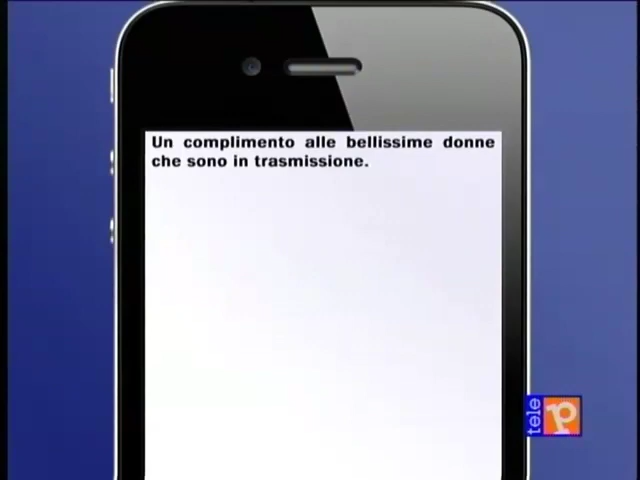 Un complimento alle bellissime donne
che sono in trasmissione.
tele p